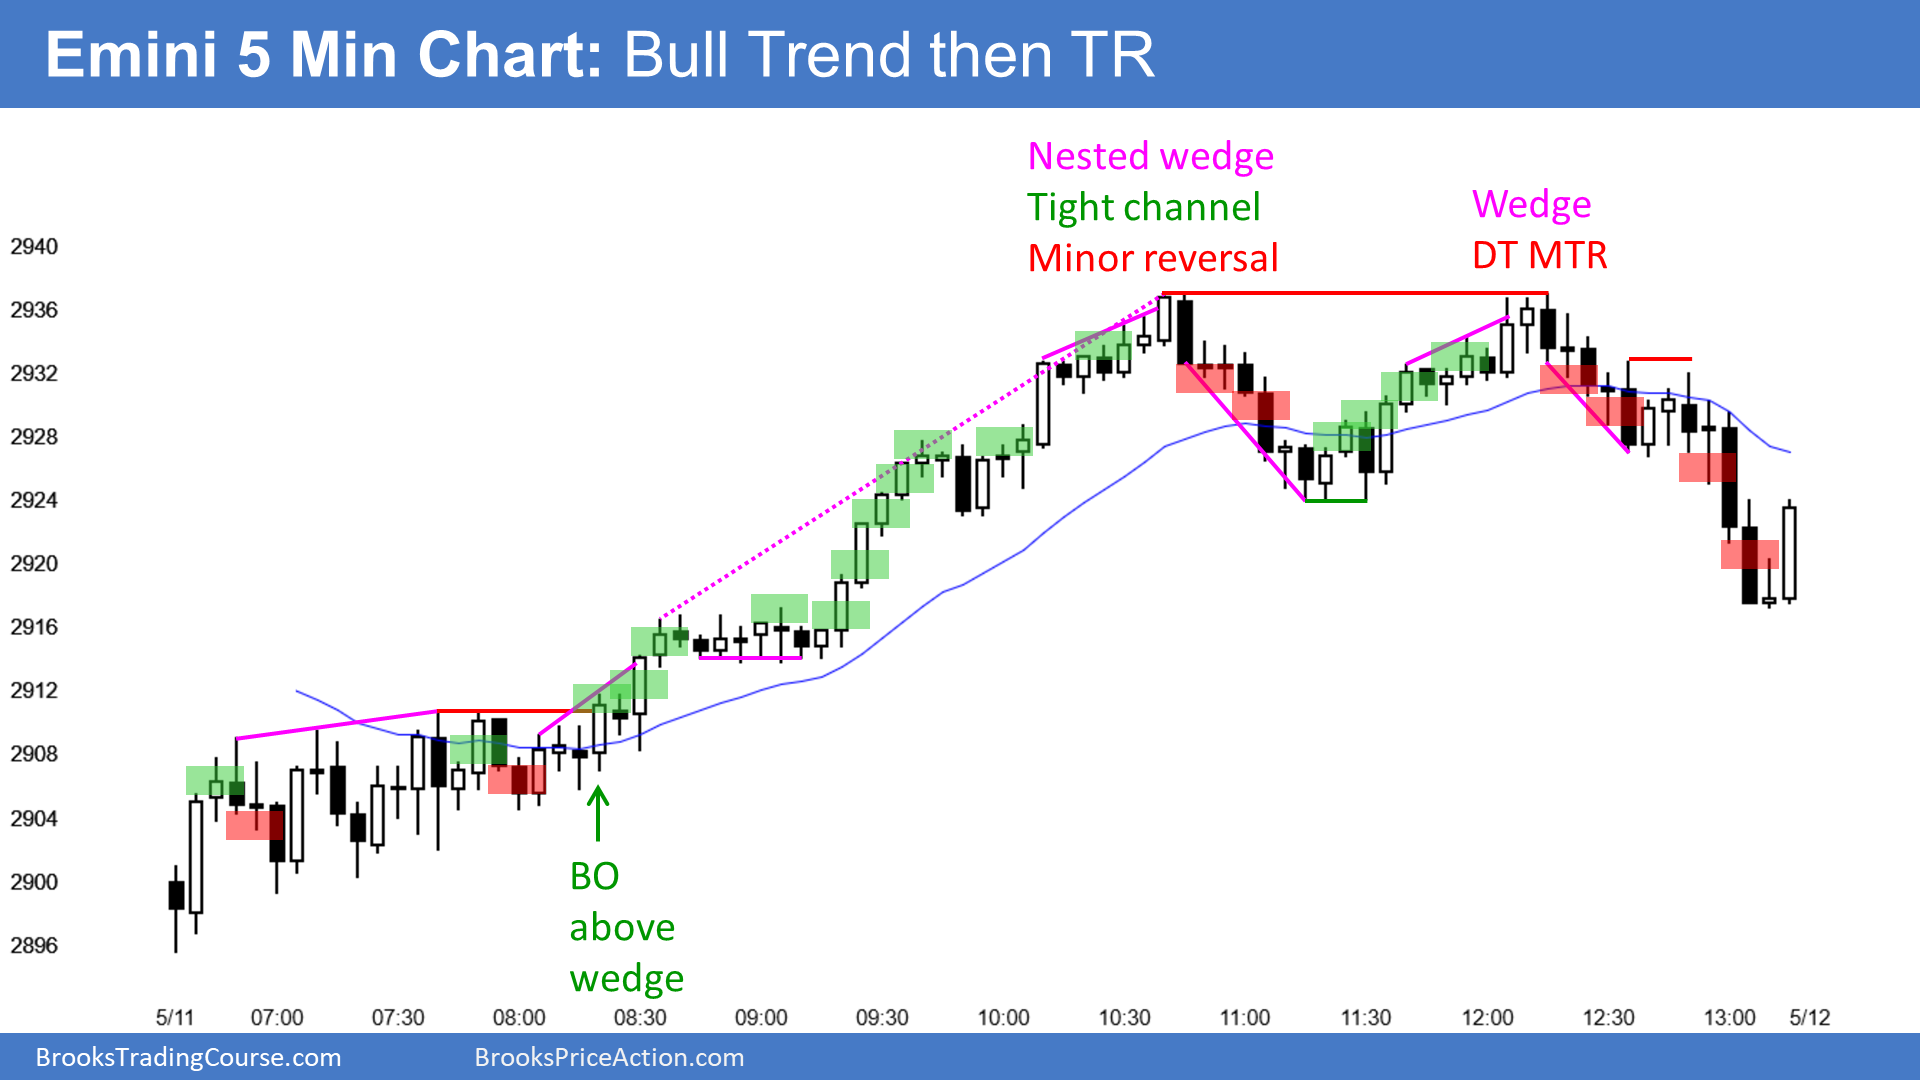 Emini 5 Min Chart: Bull Trend then TR
Nested wedge
Tight channel
Minor reversal
Wedge
DT MTR
2940
2936
2932
2928
2924
2920
2916
2912
2908
2904
2900
2896
BO
above
wedge
5/11 07:00 07:30 08:00 08:30 09:00 09:30 10:00 10:30 11:00 11:30 12:00 12:30 13:00 5/12
BrooksTradingCourse.com BrooksPriceAction.com